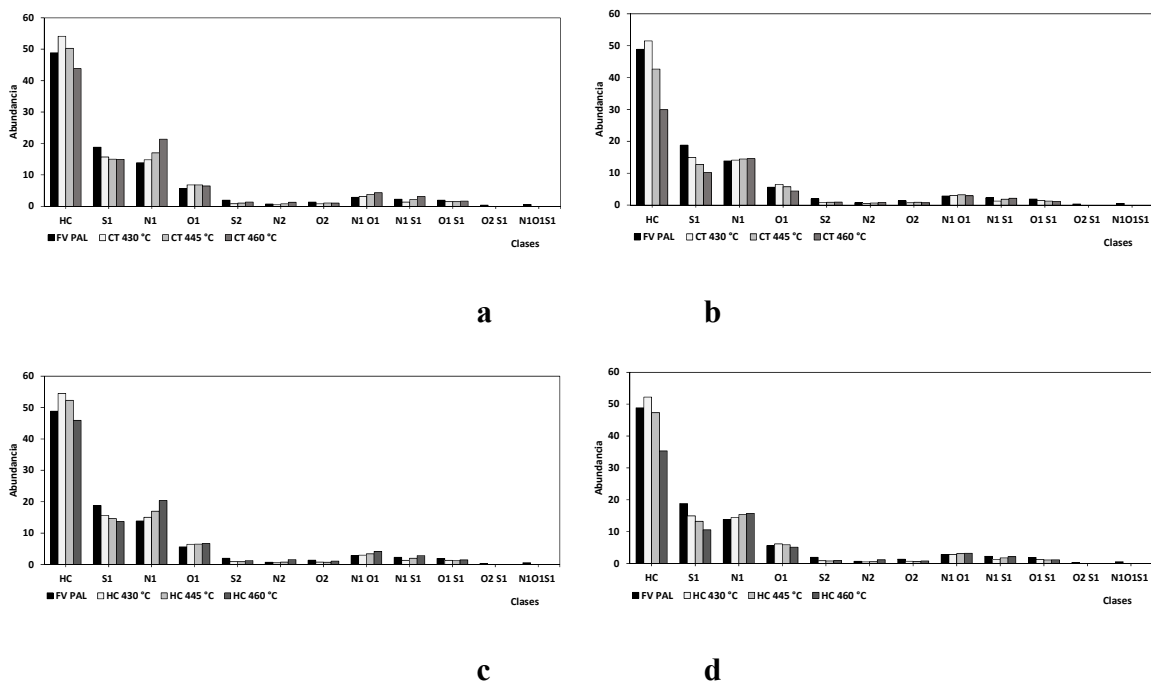 60
50
40
30
20
10
0
Abundancia
HC S1 N1 O1 S2 N2 O2 N1 O1 N1 S1 O1 S1 O2 S1 N1O1S1
FV PAL CT 430 °C CT 445 °C CT 460 °C
Clases
a
60
50
40
30
20
10
0
Abundancia
HC S1 N1 O1 S2 N2 O2 N1 O1 N1 S1 O1 S1 O2 S1 N1O1S1
FV PAL CT 430 °C CT 445 °C CT 460 °C
Clases
b
60
50
40
30
20
10
0
Abundancia
HC S1 N1 O1 S2 N2 O2 N1 O1 N1 S1 O1 S1 O2 S1 N1O1S1
FV PAL HC 430 °C HC 445 °C HC 460 °C
Clases
c
60
50
40
30
20
10
0
Abundancia
HC S1 N1 O1 S2 N2 O2 N1 O1 N1 S1 O1 S1 O2 S1 N1O1S1
FV PAL HC 430 °C HC 445 °C HC 460 °C
Clases
d